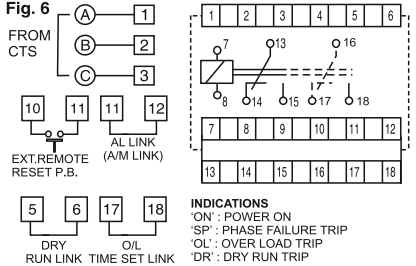 Fig. 6
FROM
CTS
A 1
B 2
C 3
10 11 11 12
EXT.REMOTE
RESET P.B.
AL LINK
(A/M LINK)
5 6 17 18
DRY
RUN LINK
O/L
TIME SET LINK
1 2 3 4 5 6
7 13 16
8 14 15 17 18
7 8 9 10 11 12
13 14 15 16 17 18
INDICATIONS
'ON' : POWER ON
'SP' : PHASE FAILURE TRIP
'OL' : OVER LOAD TRIP
'DR' : DRY RUN TRIP